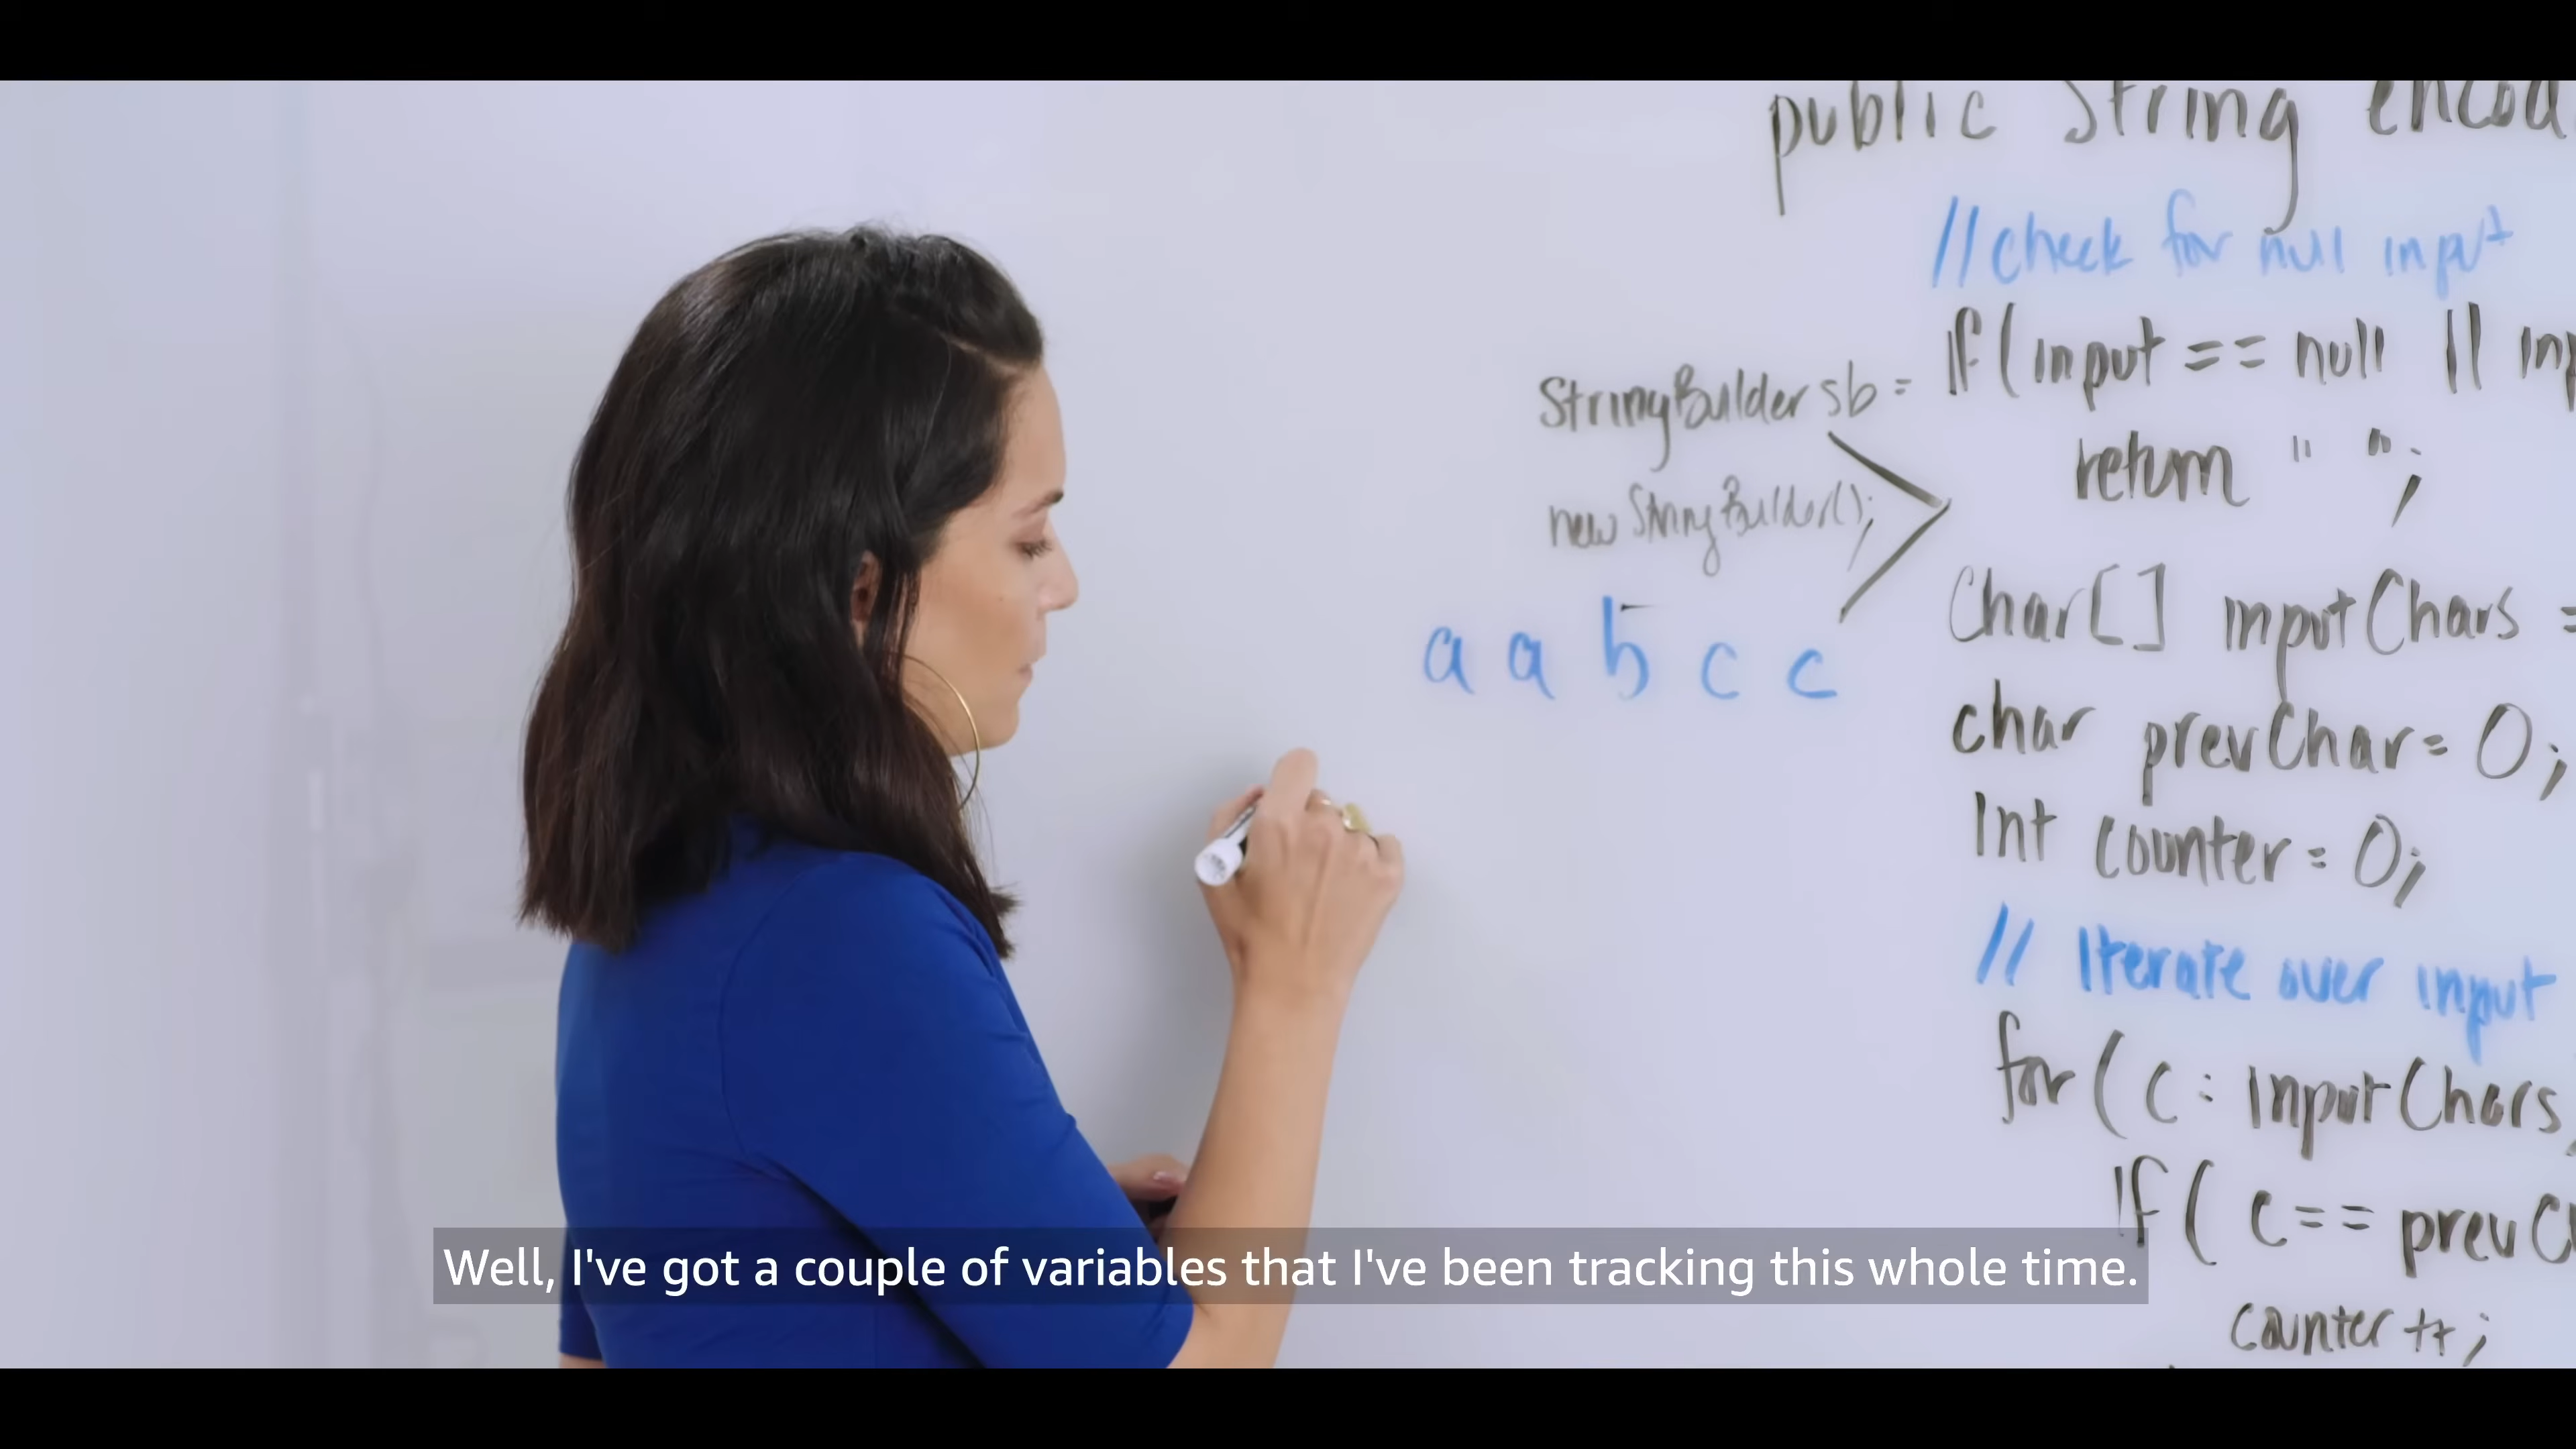 public String encod
//check for null input
if(input == null || inp
StringBuilder sb =
return " ";
new StringBuilder();
Char[] inputChars =
a a b c c
char prevChar= 0;
int counter = 0;
// Iterate over input
for( c: inputChars
if( c== prevC
Well, I've got a couple of variables that I've been tracking this whole time.
counter ++;